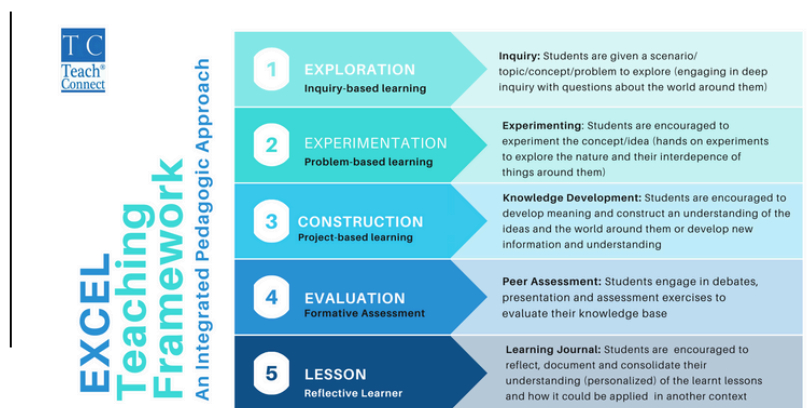 T C
Teach®
Connect
EXCEL
Teaching
Framework
An Integrated Pedagogic Approach
1
EXPLORATION
Inquiry-based learning
Inquiry: Students are given a scenario/
topic/concept/problem to explore (engaging in deep
inquiry with questions about the world around them)
2
EXPERIMENTATION
Problem-based learning
Experimenting: Students are encouraged to
experiment the concept/idea (hands on experiments
to explore the nature and their interdepence of
things around them)
3
CONSTRUCTION
Project-based learning
Knowledge Development: Students are encouraged to
develop meaning and construct an understanding of the
ideas and the world around them or develop new
information and understanding
4
EVALUATION
Formative Assessment
Peer Assessment: Students engage in debates,
presentation and assessment exercises to
evaluate their knowledge base
5
LESSON
Reflective Learner
Learning Journal: Students are encouraged to
reflect, document and consolidate their
understanding (personalized) of the learnt lessons
and how it could be applied in another context